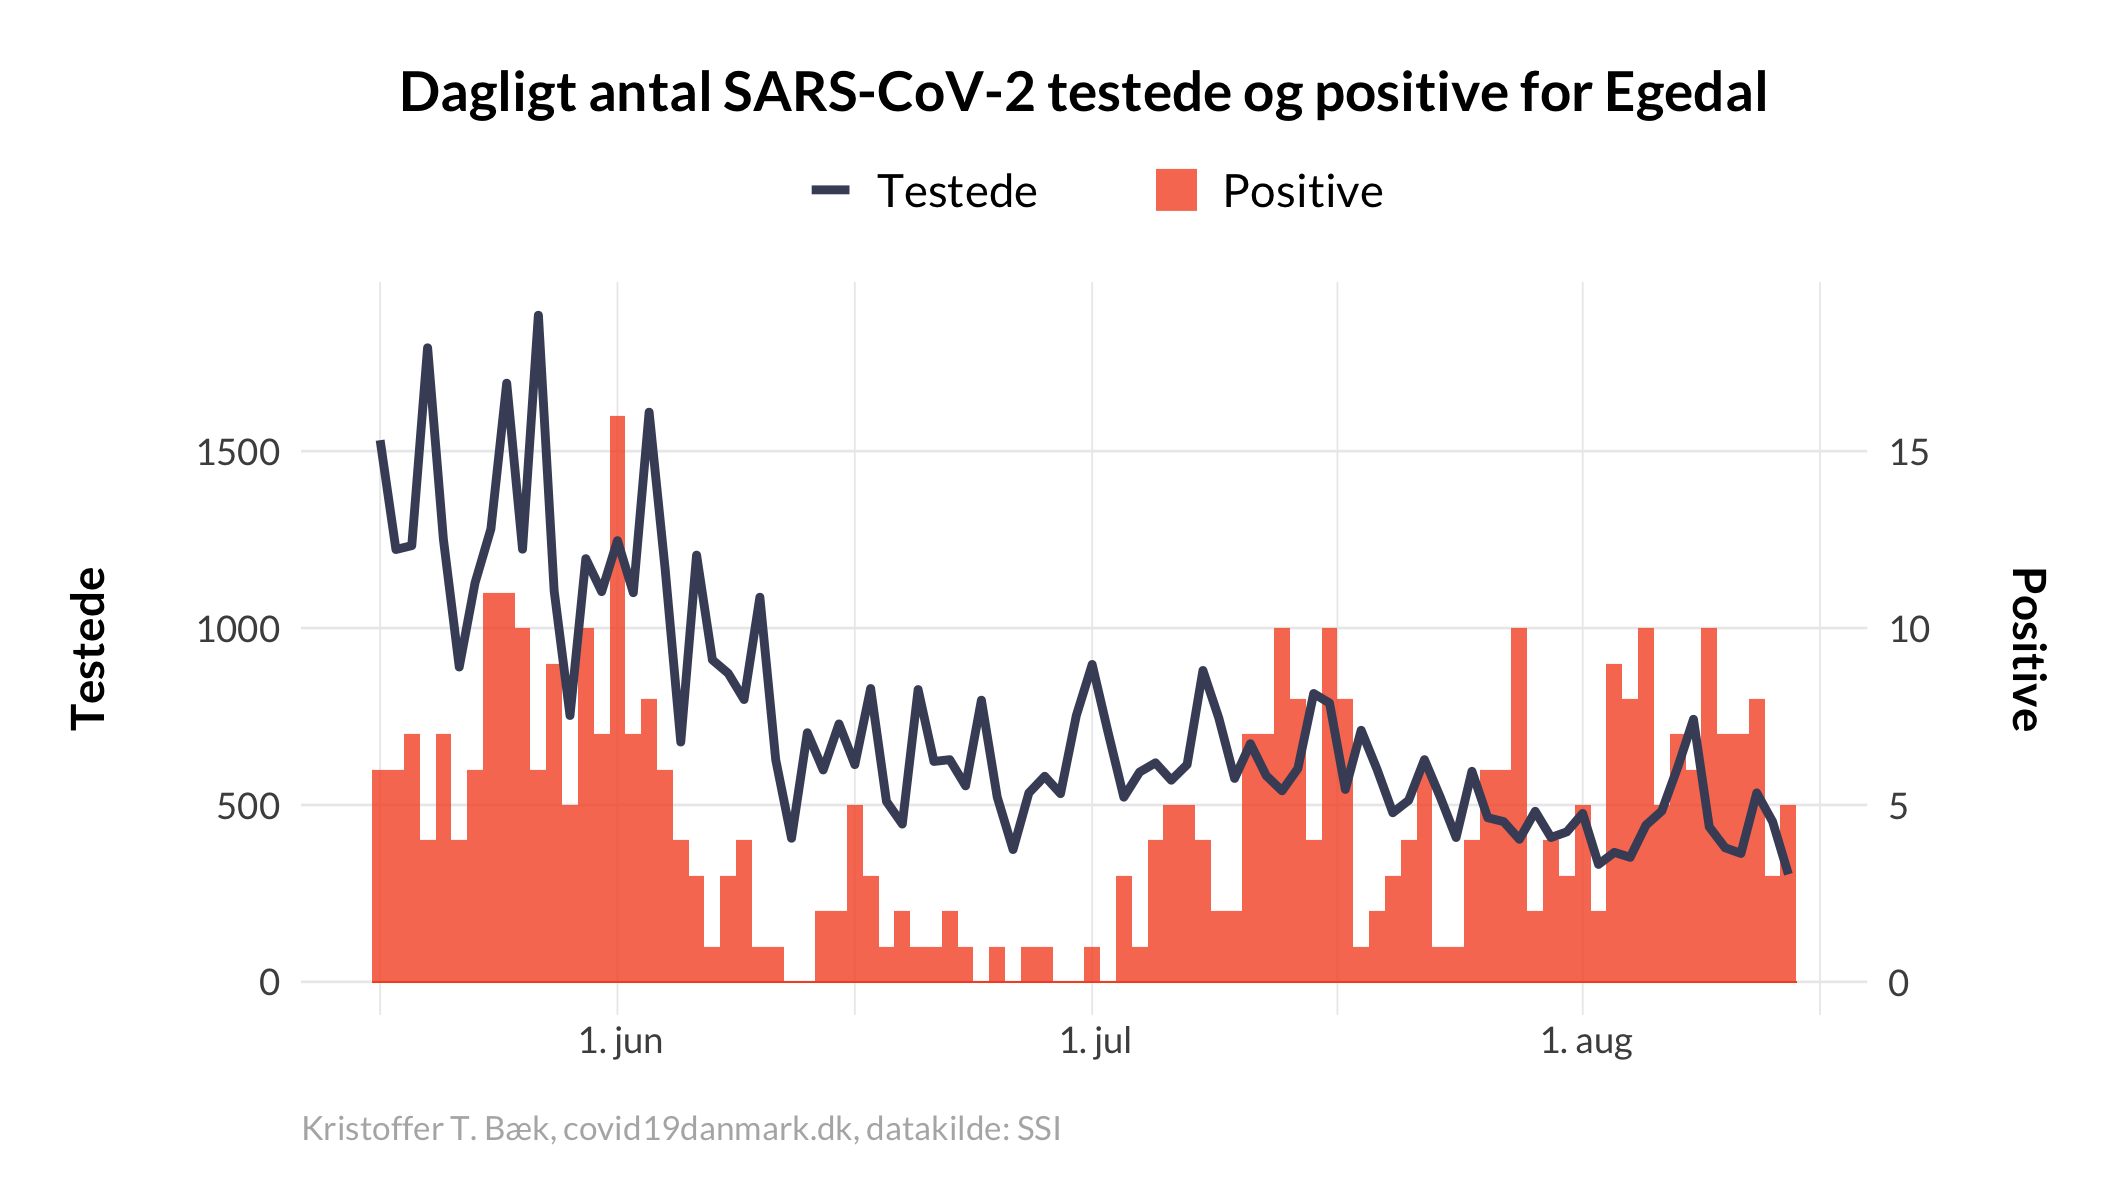 Dagligt antal SARS-CoV-2 testede og positive for Egedal
Testede
Positive
Testede
1500
1000
500
0
15
10
5
0
Positive
1. jun
1. jul
1. aug
Kristoffer T. Bæk, covid19danmark.dk, datakilde: SSI